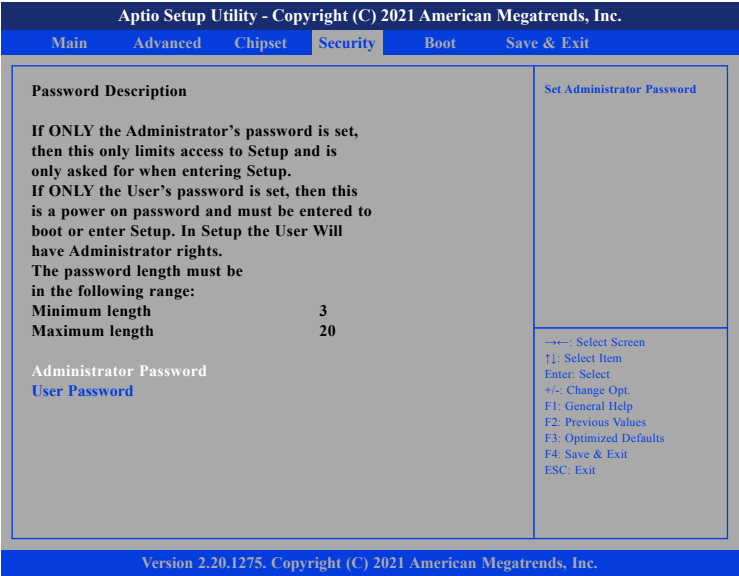 Aptio Setup Utility - Copyright (C) 2021 American Megatrends, Inc.
Main Advanced Chipset Security Boot Save & Exit
Password Description
If ONLY the Administrator’s password is set,
then this only limits access to Setup and is
only asked for when entering Setup.
If ONLY the User’s password is set, then this
is a power on password and must be entered to
boot or enter Setup. In Setup the User Will
have Administrator rights.
The password length must be
in the following range:
Minimum length 3
Maximum length 20
Administrator Password
User Password
Set Administrator Password
→←: Select Screen
↑↓: Select Item
Enter: Select
+/-: Change Opt.
F1: General Help
F2: Previous Values
F3: Optimized Defaults
F4: Save & Exit
ESC: Exit
Version 2.20.1275. Copyright (C) 2021 American Megatrends, Inc.